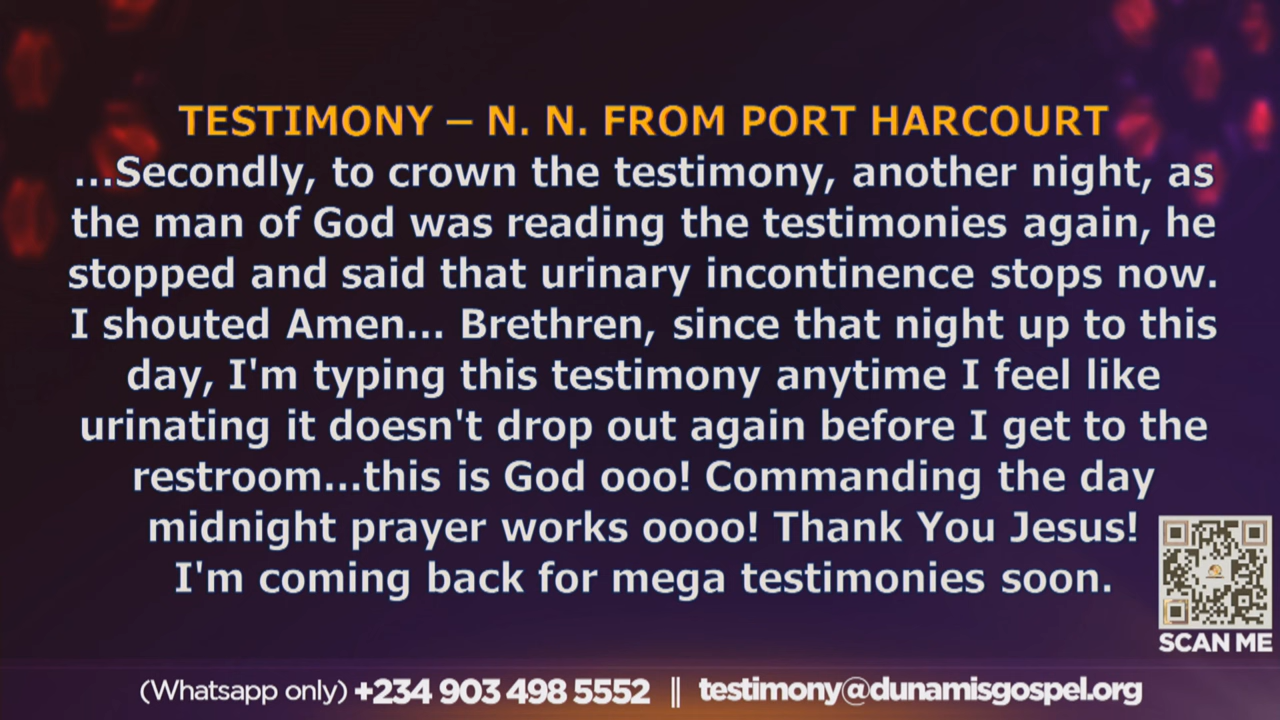 TESTIMONY – N. N. FROM PORT HARCOURT
...Secondly, to crown the testimony, another night, as
the man of God was reading the testimonies again, he
stopped and said that urinary incontinence stops now.
I shouted Amen... Brethren, since that night up to this
day, I'm typing this testimony anytime I feel like
urinating it doesn't drop out again before I get to the
restroom...this is God ooo! Commanding the day
midnight prayer works oooo! Thank You Jesus!
I'm coming back for mega testimonies soon.
SCAN ME
(Whatsapp only) +234 903 498 5552 || testimony@dunamisgospel.org